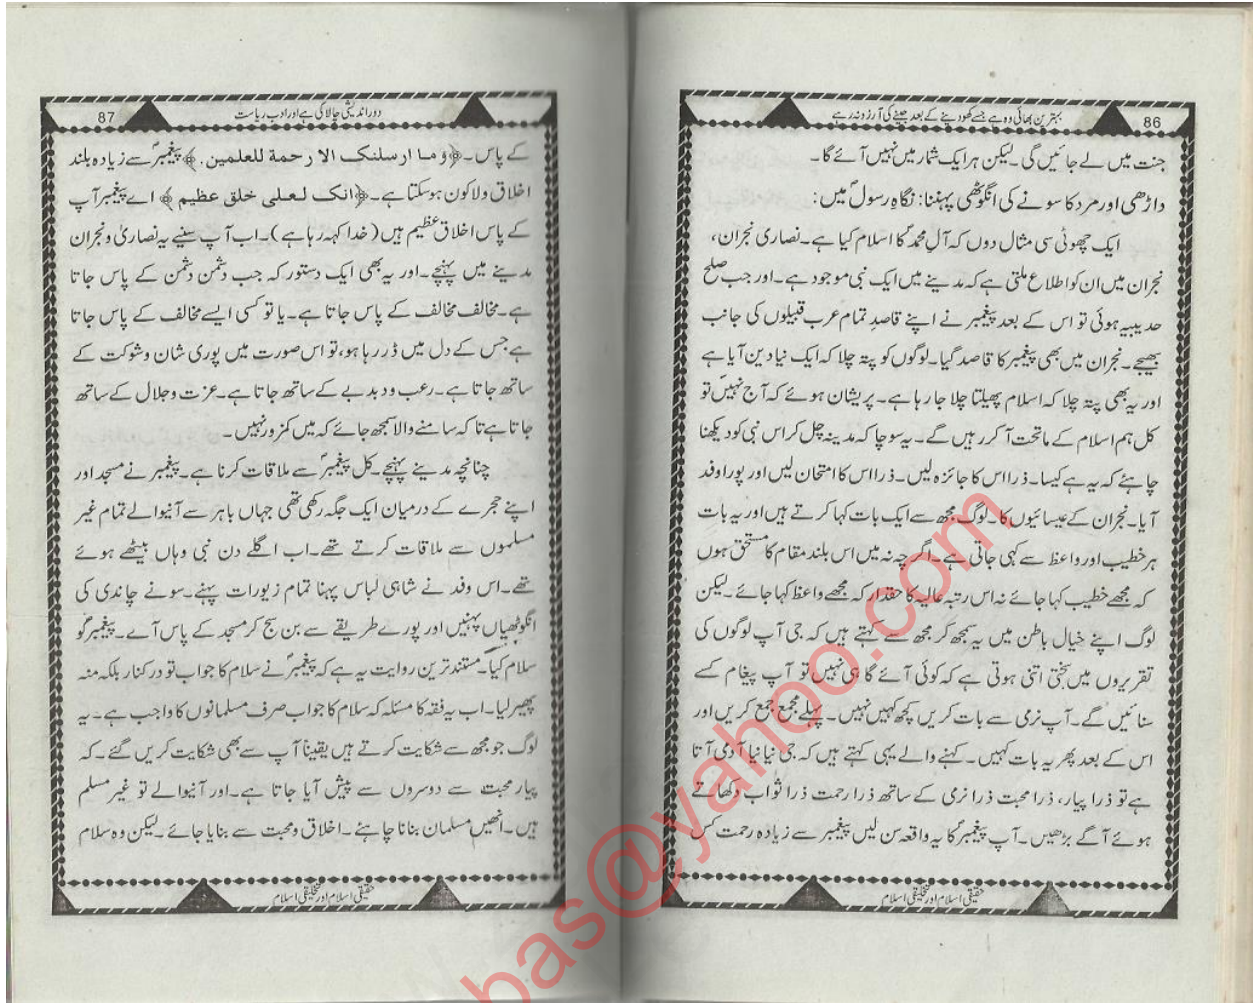 بہترین بھائی وہ ہے جسے کھو دینے کے بعد جینے کی آرزو نہ رہے
86
جنت میں لے جائیں گی۔ لیکن ہر ایک شمار میں نہیں آئے گا۔
داڑھی اور مرد کا سونے کی انگوٹھی پہننا: نگاہِ رسولؐ میں:
ایک چھوٹی سی مثال دوں کہ آلِ محمدؐ کا اسلام کیا ہے۔ نصاری نجران،
نجران میں ان کو اطلاع ملتی ہے کہ مدینے میں ایک نبی موجود ہے۔ اور جب صلح
حدیبیہ ہوئی تو اس کے بعد پیغمبرؐ نے اپنے قاصد تمام عرب قبیلوں کی جانب
بھیجے۔ نجران میں بھی پیغمبرؐ کا قاصد گیا۔ لوگوں کو پتہ چلا کہ ایک نیا دین آیا ہے
اور یہ بھی پتہ چلا کہ اسلام پھیلتا چلا جا رہا ہے۔ پریشان ہوئے کہ آج نہیں تو
کل ہم اسلام کے ماتحت آ کر رہیں گے۔ یہ سوچا کہ مدینہ چل کر اس نبی کو دیکھنا
چاہئے کہ یہ ہے کیسا۔ ذرا اس کا جائزہ لیں۔ ذرا اس کا امتحان لیں اور پورا وفد
آیا۔ نجران کے عیسائیوں کا۔ لوگ مجھ سے ایک بات کہا کرتے ہیں اور یہ بات
ہر خطیب اور واعظ سے کہی جاتی ہے۔ اگرچہ نہ میں اس بلند مقام کا مستحق ہوں
کہ مجھے خطیب کہا جائے نہ اس رتبہ عالیہ کا حقدار کہ مجھے واعظ کہا جائے۔ لیکن
لوگ اپنے خیال باطن میں یہ سمجھ کر مجھ سے کہتے ہیں کہ جی آپ لوگوں کی
تقریروں میں سختی اتنی ہوتی ہے کہ کوئی آئے گا ہی نہیں تو آپ پیغام کسے
سنائیں گے۔ آپ نرمی سے بات کریں کچھ کہیں نہیں۔ پہلے مجمع جمع کریں اور
اس کے بعد پھر یہ بات کہیں۔ کہنے والے یہی کہتے ہیں کہ جی نیا نیا آدمی آتا
ہے تو ذرا پیار، ذرا محبت ذرا نرمی کے ساتھ ذرا رحمت ذرا ثواب دکھاتے
ہوئے آگے بڑھیں۔ آپ پیغمبرؐ کا یہ واقعہ سن لیں پیغمبر سے زیادہ رحمت کس
حقیقی اسلام اور تخلیقی اسلام
دور اندیشی چالاکی ہے اور ادب ریاست
87
کے پاس۔ ﴿وما ارسلنک الا رحمة للعلمین.﴾ پیغمبرؐ سے زیادہ بلند
اخلاق والا کون ہو سکتا ہے۔ ﴿انک لعلی خلق عظیم﴾ اے پیغمبر آپ
کے پاس اخلاق عظیم ہیں (خدا کہہ رہا ہے)۔ اب آپ سنیے یہ نصاریٰ و نجران
مدینے میں پہنچے۔ اور یہ بھی ایک دستور کہ جب دشمن دشمن کے پاس جاتا
ہے۔ مخالف مخالف کے پاس جاتا ہے۔ یا تو کسی ایسے مخالف کے پاس جاتا
ہے جس کے دل میں ڈر رہا ہو، تو اس صورت میں پوری شان و شوکت کے
ساتھ جاتا ہے۔ رعب و دبدبے کے ساتھ جاتا ہے۔ عزت و جلال کے ساتھ
جاتا ہے تاکہ سامنے والا سمجھ جائے کہ میں کمزور نہیں۔
چنانچہ مدینے پہنچے۔ کل پیغمبرؐ سے ملاقات کرنا ہے۔ پیغمبرؐ نے مسجد اور
اپنے حجرے کے درمیان ایک جگہ رکھی تھی جہاں باہر سے آنیوالے تمام غیر
مسلموں سے ملاقات کرتے تھے۔ اب اگلے دن نبی وہاں بیٹھے ہوئے
تھے۔ اس وفد نے شاہی لباس پہنا تمام زیورات پہنے۔ سونے چاندی کی
انگوٹھیاں پہنیں اور پورے طریقے سے بن سج کر مسجد کے پاس آئے۔ پیغمبرؐ کو
سلام کیا۔ مستند ترین روایت یہ ہے کہ پیغمبرؐ نے سلام کا جواب تو درکنار بلکہ منہ
پھیر لیا۔ اب یہ فقہ کا مسئلہ کہ سلام کا جواب صرف مسلمانوں کا واجب ہے۔ یہ
لوگ جو مجھ سے شکایت کرتے ہیں یقیناً آپ سے بھی شکایت کریں گے۔ کہ
پیار محبت سے دوسروں سے پیش آیا جاتا ہے۔ اور آنیوالے تو غیر مسلم
ہیں۔ انھیں مسلمان بنانا چاہئے۔ اخلاق و محبت سے بنایا جائے۔ لیکن وہ سلام
حقیقی اسلام اور تخلیقی اسلام
bas@yahoo.com